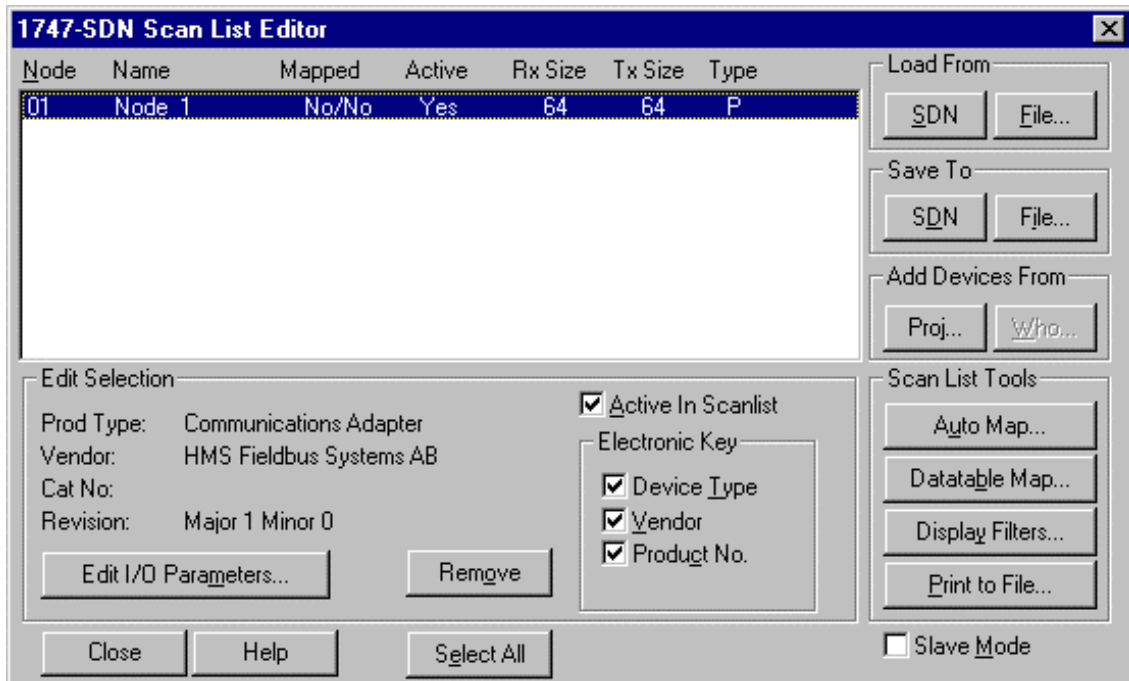 1747-SDN Scan List Editor
Node Name Mapped Active Rx Size Tx Size Type
01 Node_1 No/No Yes 64 64 P
Load From
SDN File...
Save To
SDN File...
Add Devices From
Proj... Who...
Edit Selection
Prod Type: Communications Adapter
Vendor: HMS Fieldbus Systems AB
Cat No:
Revision: Major 1 Minor 0
Edit I/O Parameters... Remove
Active In Scanlist
Electronic Key
Device Type
Vendor
Product No.
Scan List Tools
Auto Map...
Datatable Map...
Display Filters...
Print to File...
Close Help Select All
Slave Mode